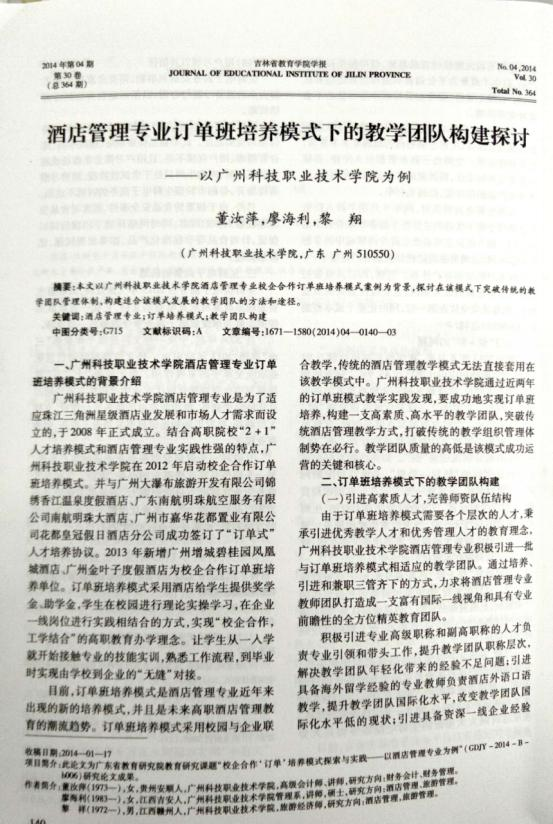 2014年第04期
第30卷
(总364期)
吉林省教育学院学报
JOURNAL OF EDUCATIONAL INSTITUTE OF JILIN PROVINCE
No.04,2014
Vol.30
Total No.364
酒店管理专业订单班培养模式下的教学团队构建探讨
——以广州科技职业技术学院为例
董汝萍,廖海利,黎 翔
(广州科技职业技术学院,广东 广州 510550)
摘要:本文以广州科技职业技术学院酒店管理专业校企合作订单班培养模式案例为背景,探讨在该模式下突破传统的教
学团队管理体制,构建适合该模式发展的教学团队的方法和途径。
关键词:酒店管理专业;订单培养模式;教学团队构建
中图分类号:G715 文献标识码:A 文章编号:1671—1580(2014)04—0140—03
一、广州科技职业技术学院酒店管理专业订单
班培养模式的背景介绍
广州科技职业技术学院酒店管理专业是为了适
应珠江三角洲星级酒店业发展和市场人才需求而设
立的,于2008年正式成立。结合高职院校“2+1”
人才培养模式和酒店管理专业实践性强的特点,广
州科技职业技术学院在2012年启动校企合作订单
班培养模式。并与广州大瀑布旅游开发有限公司锦
绣香江温泉度假酒店、广东南航明珠航空服务有限
公司南航明珠大酒店、广州市嘉华花都置业有限公
司花都皇冠假日酒店分公司成功签订了“订单式”
人才培养协议。2013年新增广州增城碧桂园凤凰
城酒店、广州金叶子度假酒店为校企合作订单班培
养单位。订单班培养模式采用酒店给学生提供奖学
金、助学金,学生在校园进行理论实操学习,在企业
一线岗位进行实践相结合的方式,实现“校企合作,
工学结合”的高职教育办学理念。让学生从一入学
就开始接触专业的技能实训,熟悉工作流程,到毕业
时实现由学校到企业的“无缝”对接。
目前,订单班培养模式是酒店管理专业近年来
出现的新的培养模式,并且是未来高职酒店管理教
育的潮流趋势。订单班培养模式采用校园与企业联
合教学,传统的酒店管理教学模式无法直接套用在
该教学模式中。广州科技职业技术学院通过近两年
的订单班模式教学实践发现,要成功地实现订单班
培养,构建一支高素质、高水平的教学团队,突破传
统酒店管理教学方式,打破传统的教学组织管理体
制势在必行。教学团队质量的高低是该模式成功运
营的关键和核心。
二、订单班培养模式下的教学团队构建
(一)引进高素质人才,完善师资队伍结构
由于订单班培养模式需要各个层次的人才,秉
承引进优秀教学人才和优秀管理人才的教育理念,
广州科技职业技术学院酒店管理专业积极引进一批
与订单班培养模式相适应的教学团队。通过培养、
引进和兼职三管齐下的方式,力求将酒店管理专业
教师团队打造成一支富有国际一线视角和具有专业
前瞻性的全方位精英教育团队。
积极引进专业高级职称和副高职称的人才负
责专业引领和带头工作,提升教学团队职称层次,
解决教学团队年轻化带来的经验不足问题;引进
具备海外留学经验的专业教师负责酒店外语口语
教学,提升教学团队国际化水平,改变教学团队国
际化水平低的现状;引进具备资深一线企业经验
收稿日期:2014—01—17
项目简介:此论文为广东省教育研究院教育研究课题“校企合作‘订单’培养模式探索与实践——以酒店管理专业为例”(GDJY-2014-B-
b006)研究论文成果。
作者简介:董汝萍(1973—),女,贵州安顺人,广州科技职业技术学院,高级会计师、讲师,研究方向:财务会计、财务管理。
廖海利(1983—),女,江西吉安人,广州科技职业技术学院管理系,讲师,硕士,研究方向:酒店管理,旅游管理。
黎 祥(1972—),男,江西赣州人,广州科技职业技术学院,旅游经济师,研究方向:酒店管理,旅游管理。
140